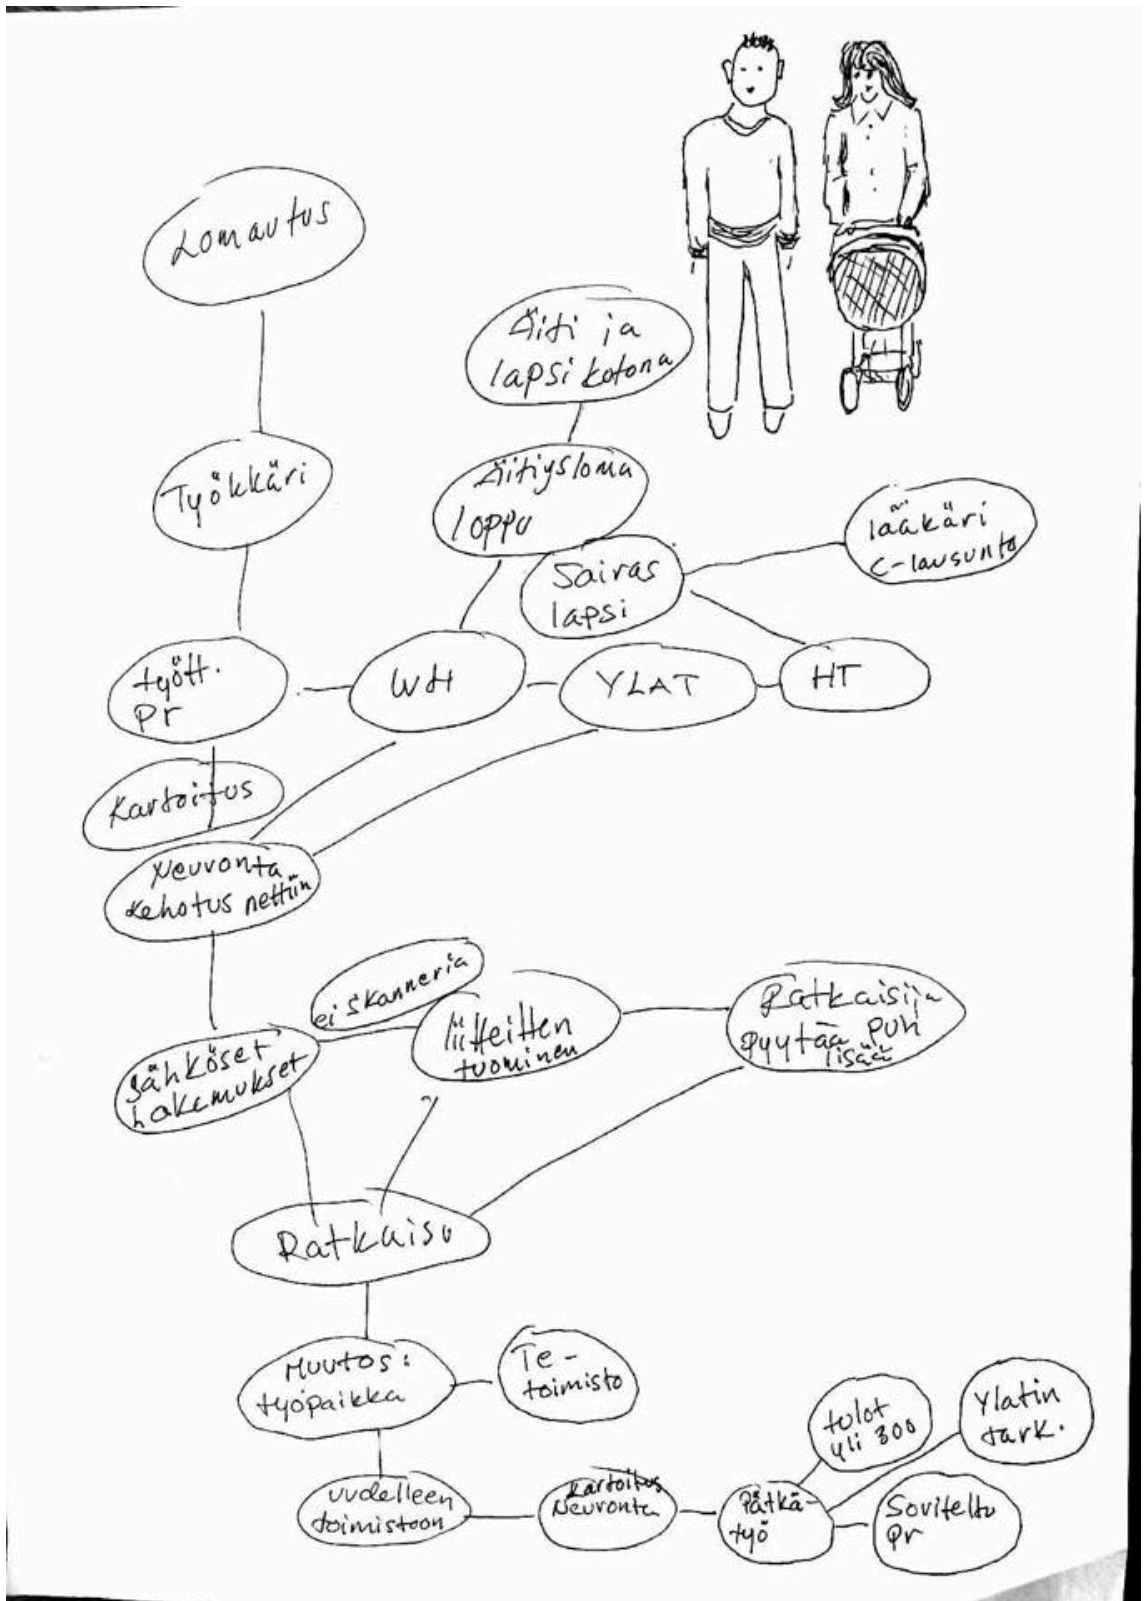 Lomautus
Äiti ja
lapsi kotona
Työkkäri
Äitiysloma
loppu
lääkäri
C-lausunto
Sairas
lapsi
tyött.
pr
YLAT
HT
Kartoitus
Neuvonta
kehotus nettiin
ei skanneria
sähköset
hakemukset
liitteitten
tuominen
Ratkaisija
pyytää puh
lisää
Ratkaisu
Muutos:
työpaikka
Te-
toimisto
tulot
yli 300
Ylatin
tark.
uudelleen
toimistoon
Kartoitus
Neuvonta
Pätkä-
työ
Soviteltu
pr